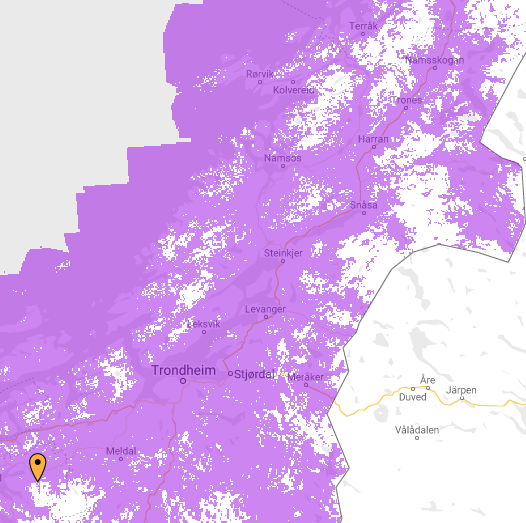 Terråk
Namsskogan
Rørvik
Kolvereid
Trones
Harran
Namsos
Snåsa
Steinkjer
Levanger
Leksvik
Trondheim
Stjørdal
Meråker
Åre
Duved
Järpen
Vålådalen
Meldal